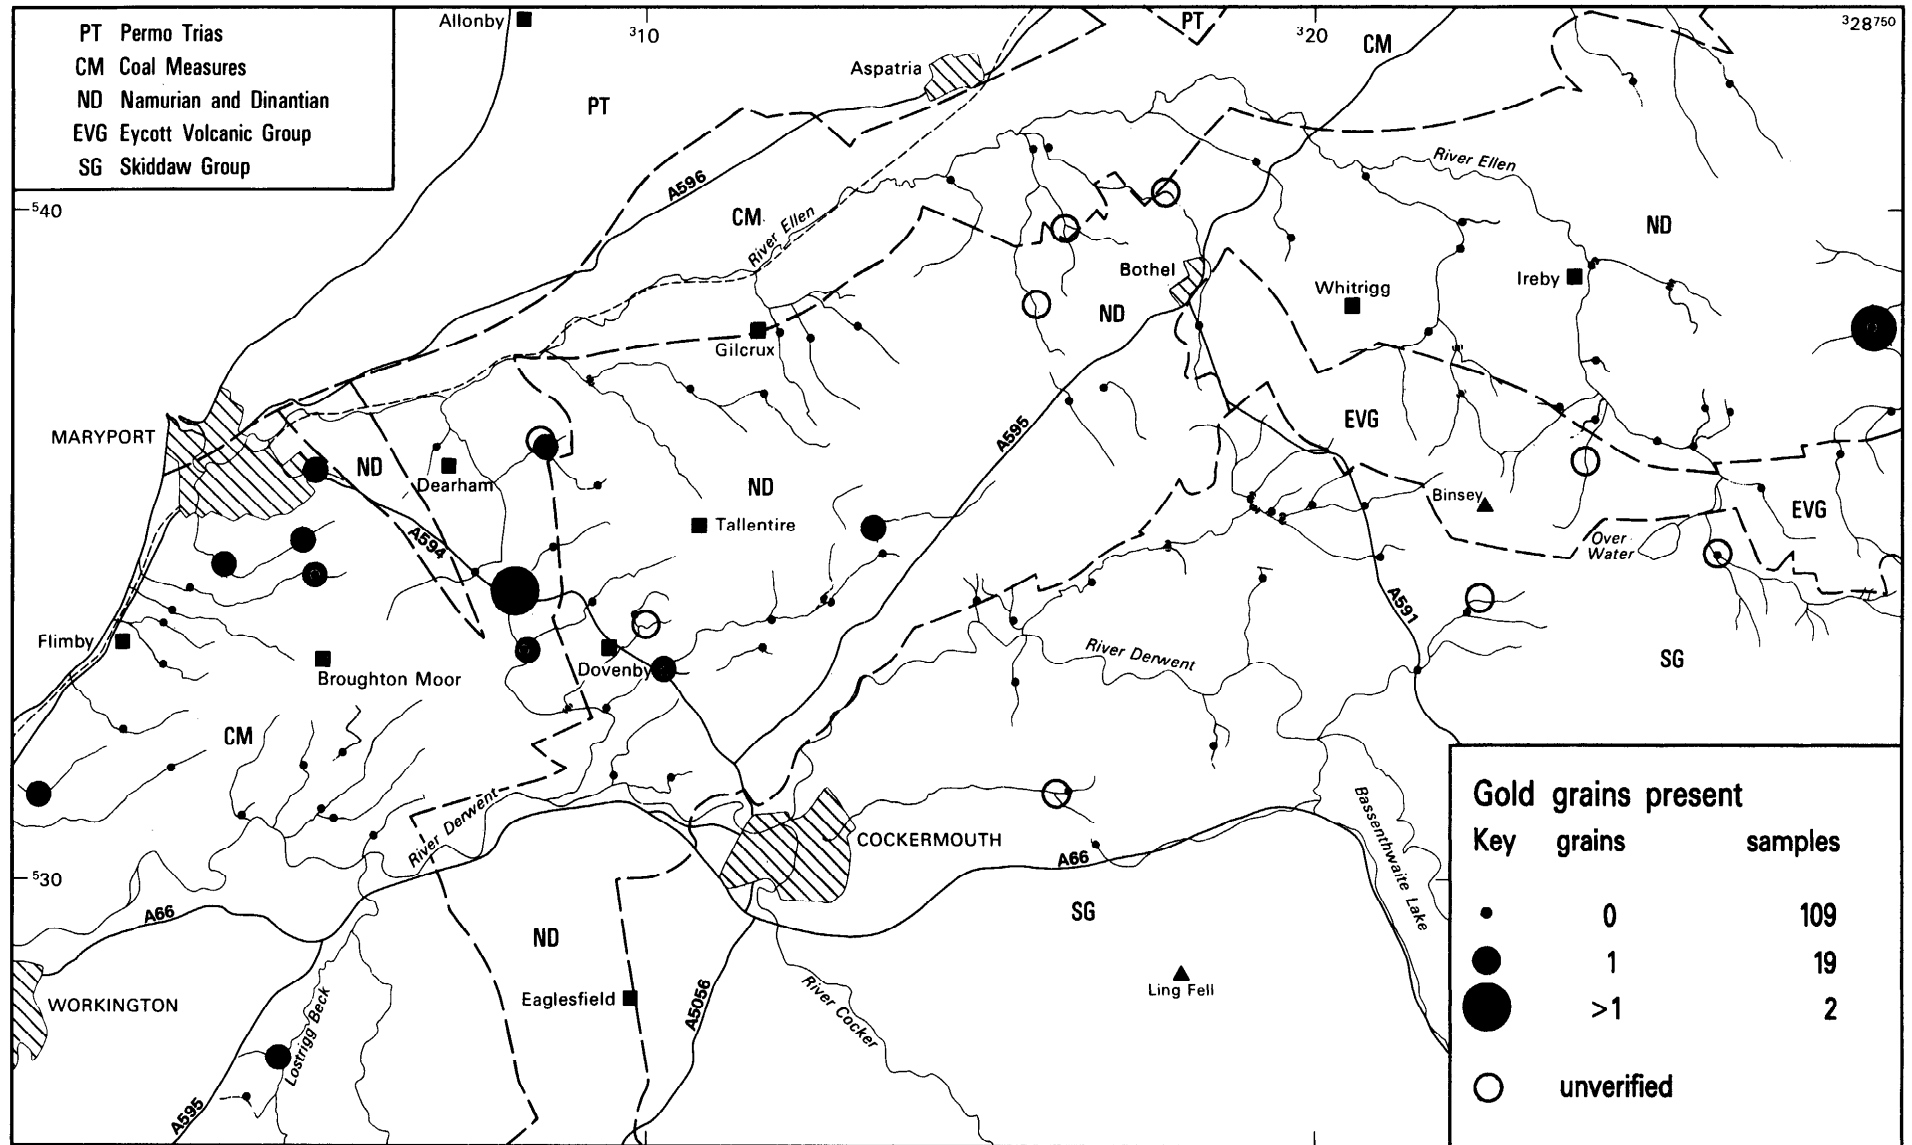 PT Permo Trias
CM Coal Measures
ND Namurian and Dinantian
EVG Eycott Volcanic Group
SG Skiddaw Group
Allonby
³10
PT
³20
CM
³28⁷⁵⁰
Aspatria
PT
A596
River Ellen
⁵40
CM
River Ellen
ND
Bothel
Ireby
Whitrigg
ND
Gilcrux
MARYPORT
A595
EVG
ND
Dearham
ND
Binsey
EVG
Tallentire
A594
Over
Water
A591
Flimby
River Derwent
SG
Dovenby
Broughton Moor
CM
River Derwent
Bassenthwaite Lake
COCKERMOUTH
A66
⁵30
A66
SG
ND
Ling Fell
WORKINGTON
Eaglesfield
A5056
River Cocker
Lostrigg Beck
A595
Gold grains present
Key grains samples
0 109
1 19
>1 2
unverified